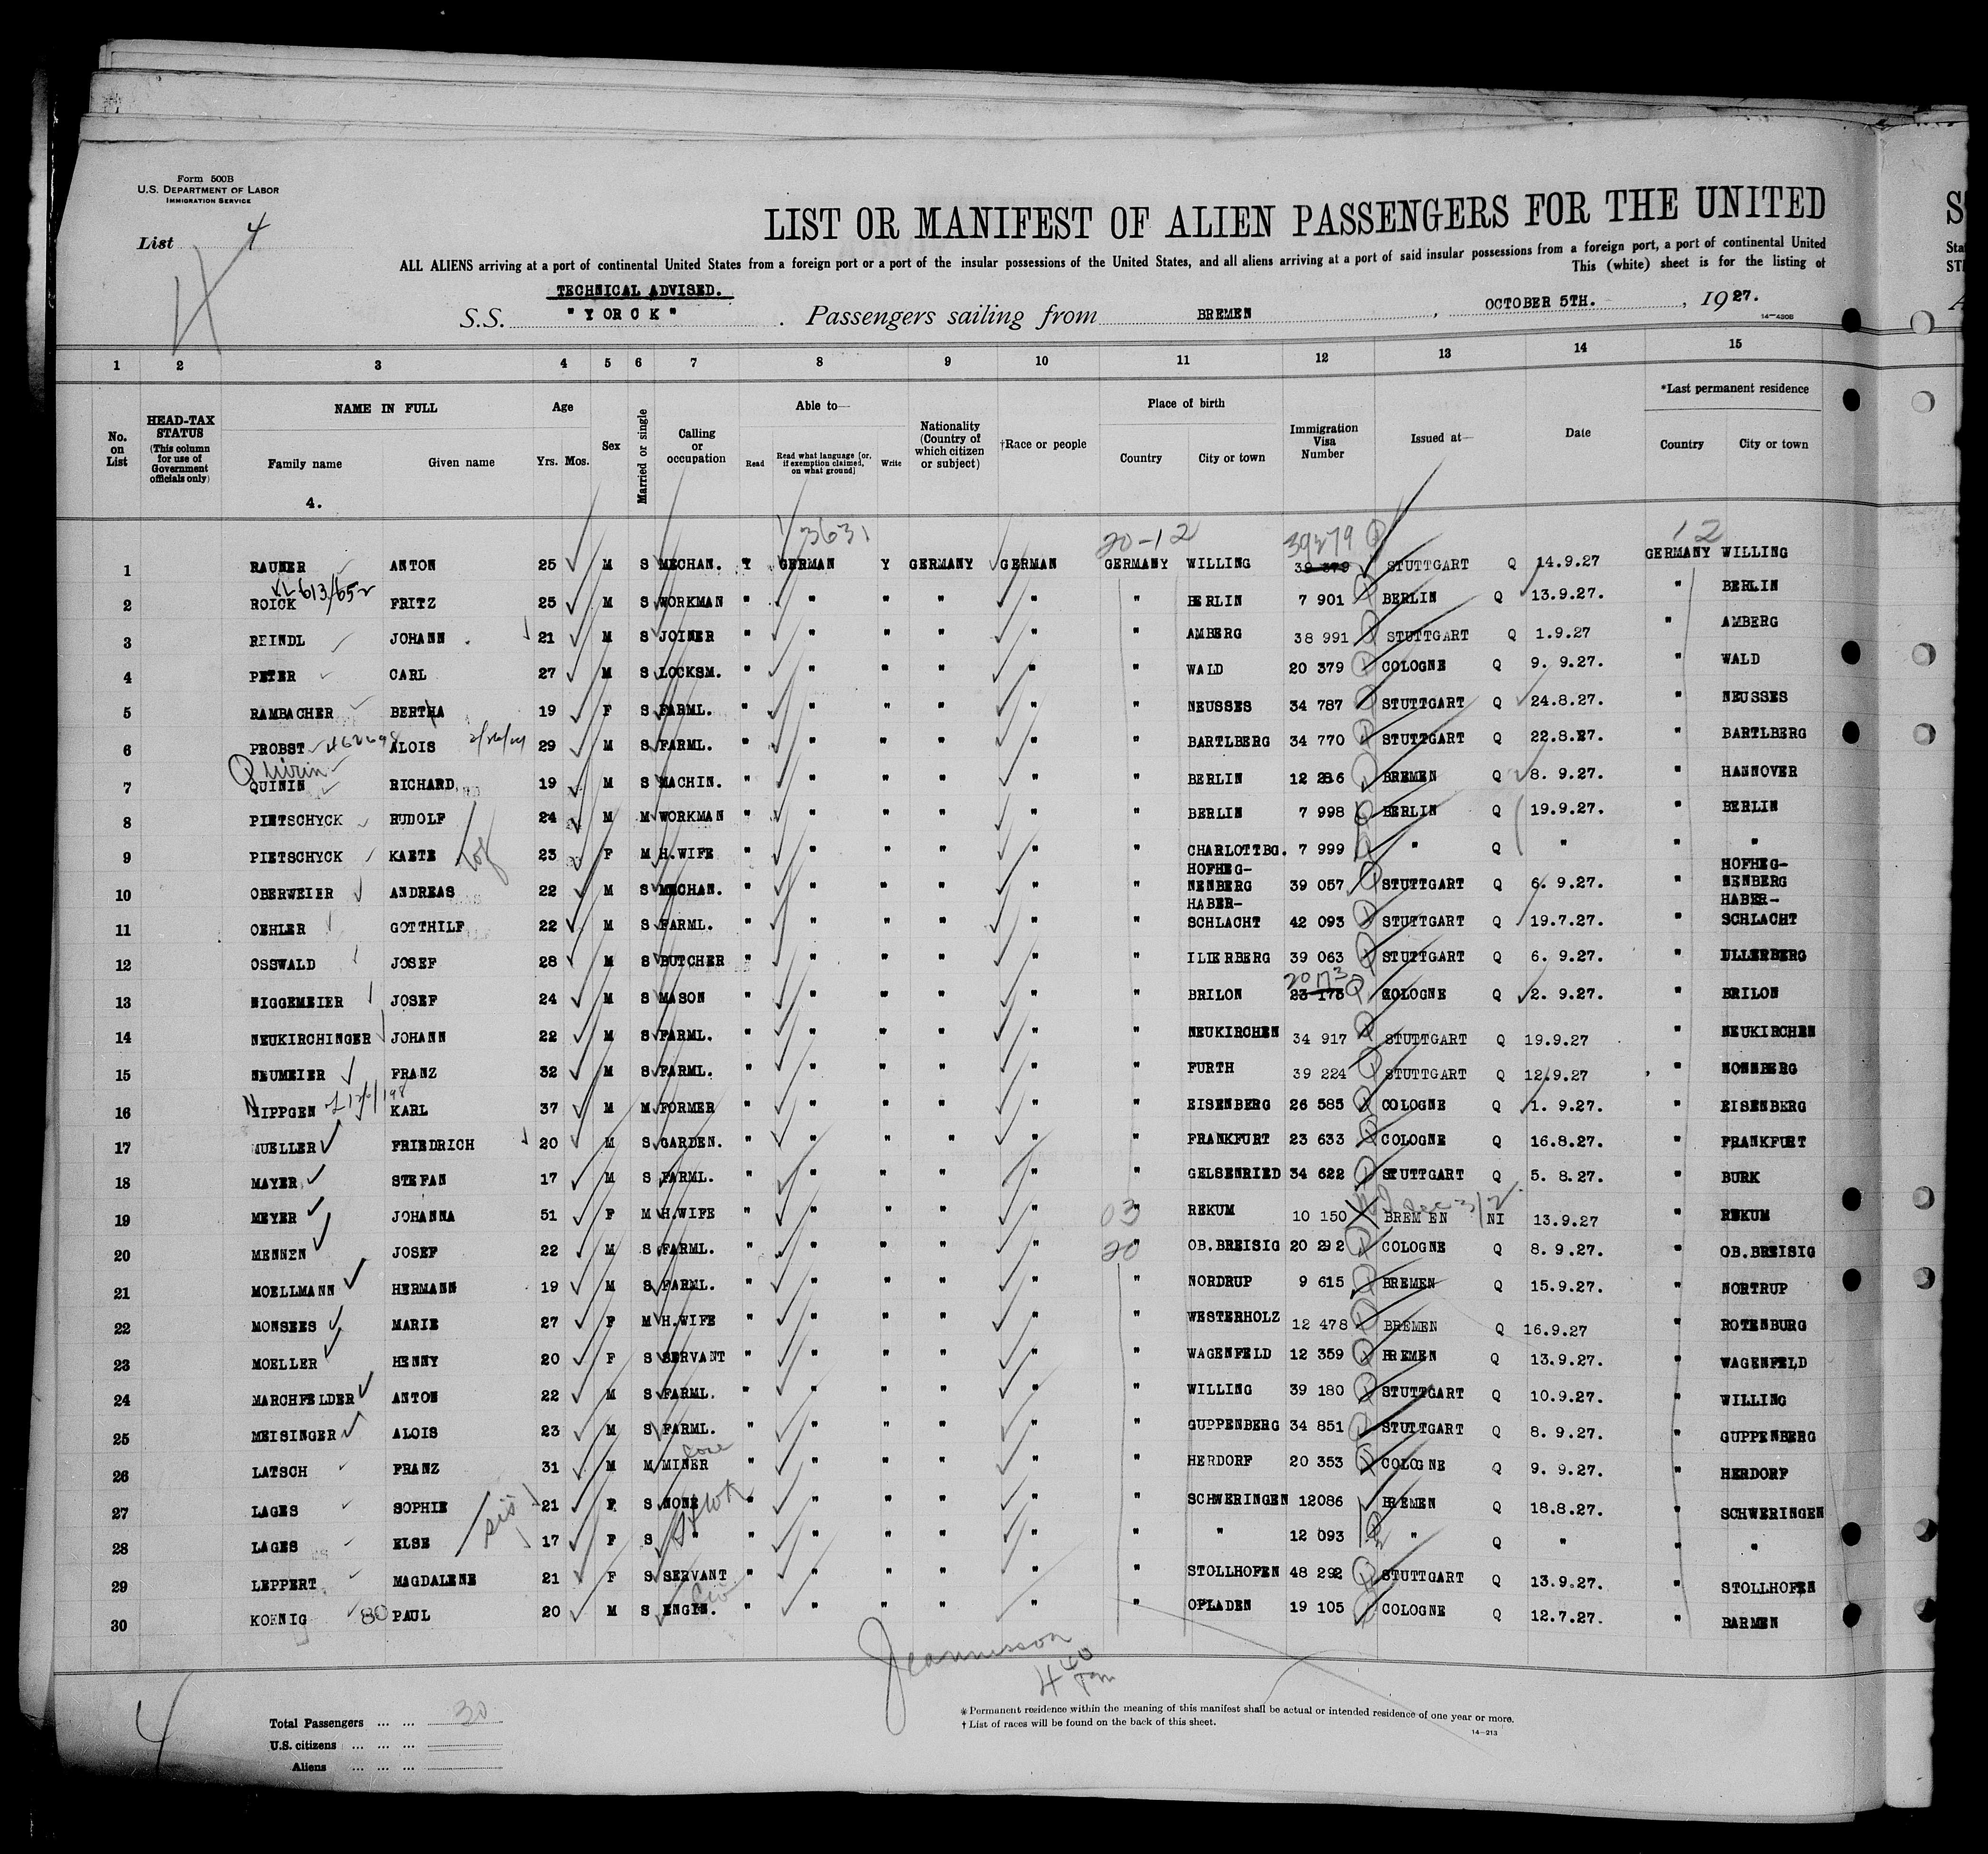 Form 500B
U.S. DEPARTMENT OF LABOR
IMMIGRATION SERVICE
List 4
4
LIST OR MANIFEST OF ALIEN PASSENGERS FOR THE UNITED
ALL ALIENS arriving at a port of continental United States from a foreign port or a port of the insular possessions of the United States, and all aliens arriving at a port of said insular possessions from a foreign port, a port of continental United
This (white) sheet is for the listing of
TECHNICAL ADVISED.
S.S. "YORCK" . Passengers sailing from BREMEN , OCTOBER 5TH. , 1927.
14-430B
1 2 3 4 5 6 7 8 9 10 11 12 13 14 15
No. on List
HEAD-TAX STATUS (This column for use of Government officials only)
NAME IN FULL
Family name Given name
4.
Age
Yrs. Mos.
Sex
Married or single
Calling or occupation
Able to—
Read
Read what language [or, if exemption claimed, on what ground]
Write
Nationality (Country of which citizen or subject)
†Race or people
Place of birth
Country City or town
Immigration Visa Number
Issued at—
Date
*Last permanent residence
Country City or town
3631 20-12 39279 Q 12
1 RAUNER ANTON 25 M S MECHAN. Y GERMAN Y GERMANY GERMAN GERMANY WILLING 39 379 STUTTGART Q 14.9.27 GERMANY WILLING
2 ROICK FRITZ 25 M S WORKMAN " " " " " " BERLIN 7 901 BERLIN Q 13.9.27. " BERLIN
3 REINDL JOHANN 21 M S JOINER " " " " " " AMBERG 38 991 STUTTGART Q 1.9.27 " AMBERG
4 PETER CARL 27 M S LOCKSM. " " " " " " WALD 20 379 COLOGNE Q 9. 9.27. " WALD
5 RAMBACHER BERTHA 19 F S FARML. " " " " " " NEUSSES 34 787 STUTTGART Q 24.8.27. " NEUSSES
6 PROBST ALOIS 29 M S FARML. " " " " " " BARTLBERG 34 770 STUTTGART Q 22.8.27. " BARTLBERG
Quirin
7 QUININ RICHARD 19 M S MACHIN. " " " " " " BERLIN 12 286 BREMEN Q 8. 9.27. " HANNOVER
8 PIETSCHYCK RUDOLF 24 M M WORKMAN " " " " " " BERLIN 7 998 BERLIN Q 19.9.27. " BERLIN
9 PIETSCHYCK KAETE 23 F M H.WIFE " " " " " " CHARLOTTBG. 7 999 " Q " " "
10 OBERWEIER ANDREAS 22 M S MECHAN. " " " " " " HOFHEG-NENBERG 39 057 STUTTGART Q 6. 9.27. " HOFHEG-NENBERG
11 OEHLER GOTTHILF 22 M S FARML. " " " " " " HABER-SCHLACHT 42 093 STUTTGART Q 19.7.27. " HABER-SCHLACHT
12 OSSWALD JOSEF 28 M S BUTCHER " " " " " " ILIERBERG 39 063 STUTTGART Q 6. 9.27. " ULLERBERG
20173 Q
13 NIGGEMEIER JOSEF 24 M S MASON " " " " " " BRILON 23 173 COLOGNE Q 2. 9.27. " BRILON
14 NEUKIRCHINGER JOHANN 22 M S FARML. " " " " " " NEUKIRCHEN 34 917 STUTTGART Q 19.9.27 " NEUKIRCHEN
15 NEUMEIER FRANZ 32 M S FARML. " " " " " " FURTH 39 224 STUTTGART Q 12.9.27 " NONNBERG
16 NIPPGEN KARL 37 M M FORMER " " " " " " EISENBERG 26 585 COLOGNE Q 1. 9.27. " EISENBERG
17 MUELLER FRIEDRICH 20 M S GARDEN. " " " " " " FRANKFURT 23 633 COLOGNE Q 16.8.27. " FRANKFURT
18 MAYER STEFAN 17 M S FARML. " " " " " " GELSENRIED 34 622 STUTTGART Q 5. 8.27. " BURK
19 MEYER JOHANNA 51 F M H.WIFE " " " " " 03 " REKUM 10 150 BREMEN NI 13.9.27 " REKUM
20 MENNEN JOSEF 22 M S FARML. " " " " " 20 " OB.BREISIG 20 292 COLOGNE Q 8. 9.27. " OB.BREISIG
21 MOELLMANN HERMANN 19 M S FARML. " " " " " " NORDRUP 9 615 BREMEN Q 15.9.27. " NORTRUP
22 MONSEES MARIE 27 F M H.WIFE " " " " " " WESTERHOLZ 12 478 BREMEN Q 16.9.27 " ROTENBURG
23 MOELLER HENNY 20 F S SERVANT " " " " " " WAGENFELD 12 359 BREMEN Q 13.9.27. " WAGENFELD
24 MARCHFELDER ANTON 22 M S FARML. " " " " " " WILLING 39 180 STUTTGART Q 10.9.27. " WILLING
25 MEISINGER ALOIS 23 M S FARML. " " " " " " GUPPENBERG 34 851 STUTTGART Q 8. 9.27. " GUPPENBERG
26 LATSCH FRANZ 31 M M MINER " " " " " " HERDORF 20 353 COLOGNE Q 9. 9.27. " HERDORF
27 LAGES SOPHIE sis 21 F S NONE " " " " " " SCHWERINGEN 12086 BREMEN Q 18.8.27. " SCHWERINGEN
28 LAGES ELSE 17 F S " " " " " " " " 12 093 " Q " " "
29 LEPPERT MAGDALENE 21 F S SERVANT " " " " " " STOLLHOFEN 48 292 STUTTGART Q 13.9.27. " STOLLHOFEN
30 KOENIG 80 PAUL 20 M S ENGIN. " " " " " " OPLADEN 19 105 COLOGNE Q 12.7.27. " BARMEN
4
Total Passengers ... ... 30
U.S. citizens ... ... ...
Aliens ... ... ...
* Permanent residence within the meaning of this manifest shall be actual or intended residence of one year or more.
† List of races will be found on the back of this sheet.
14-213